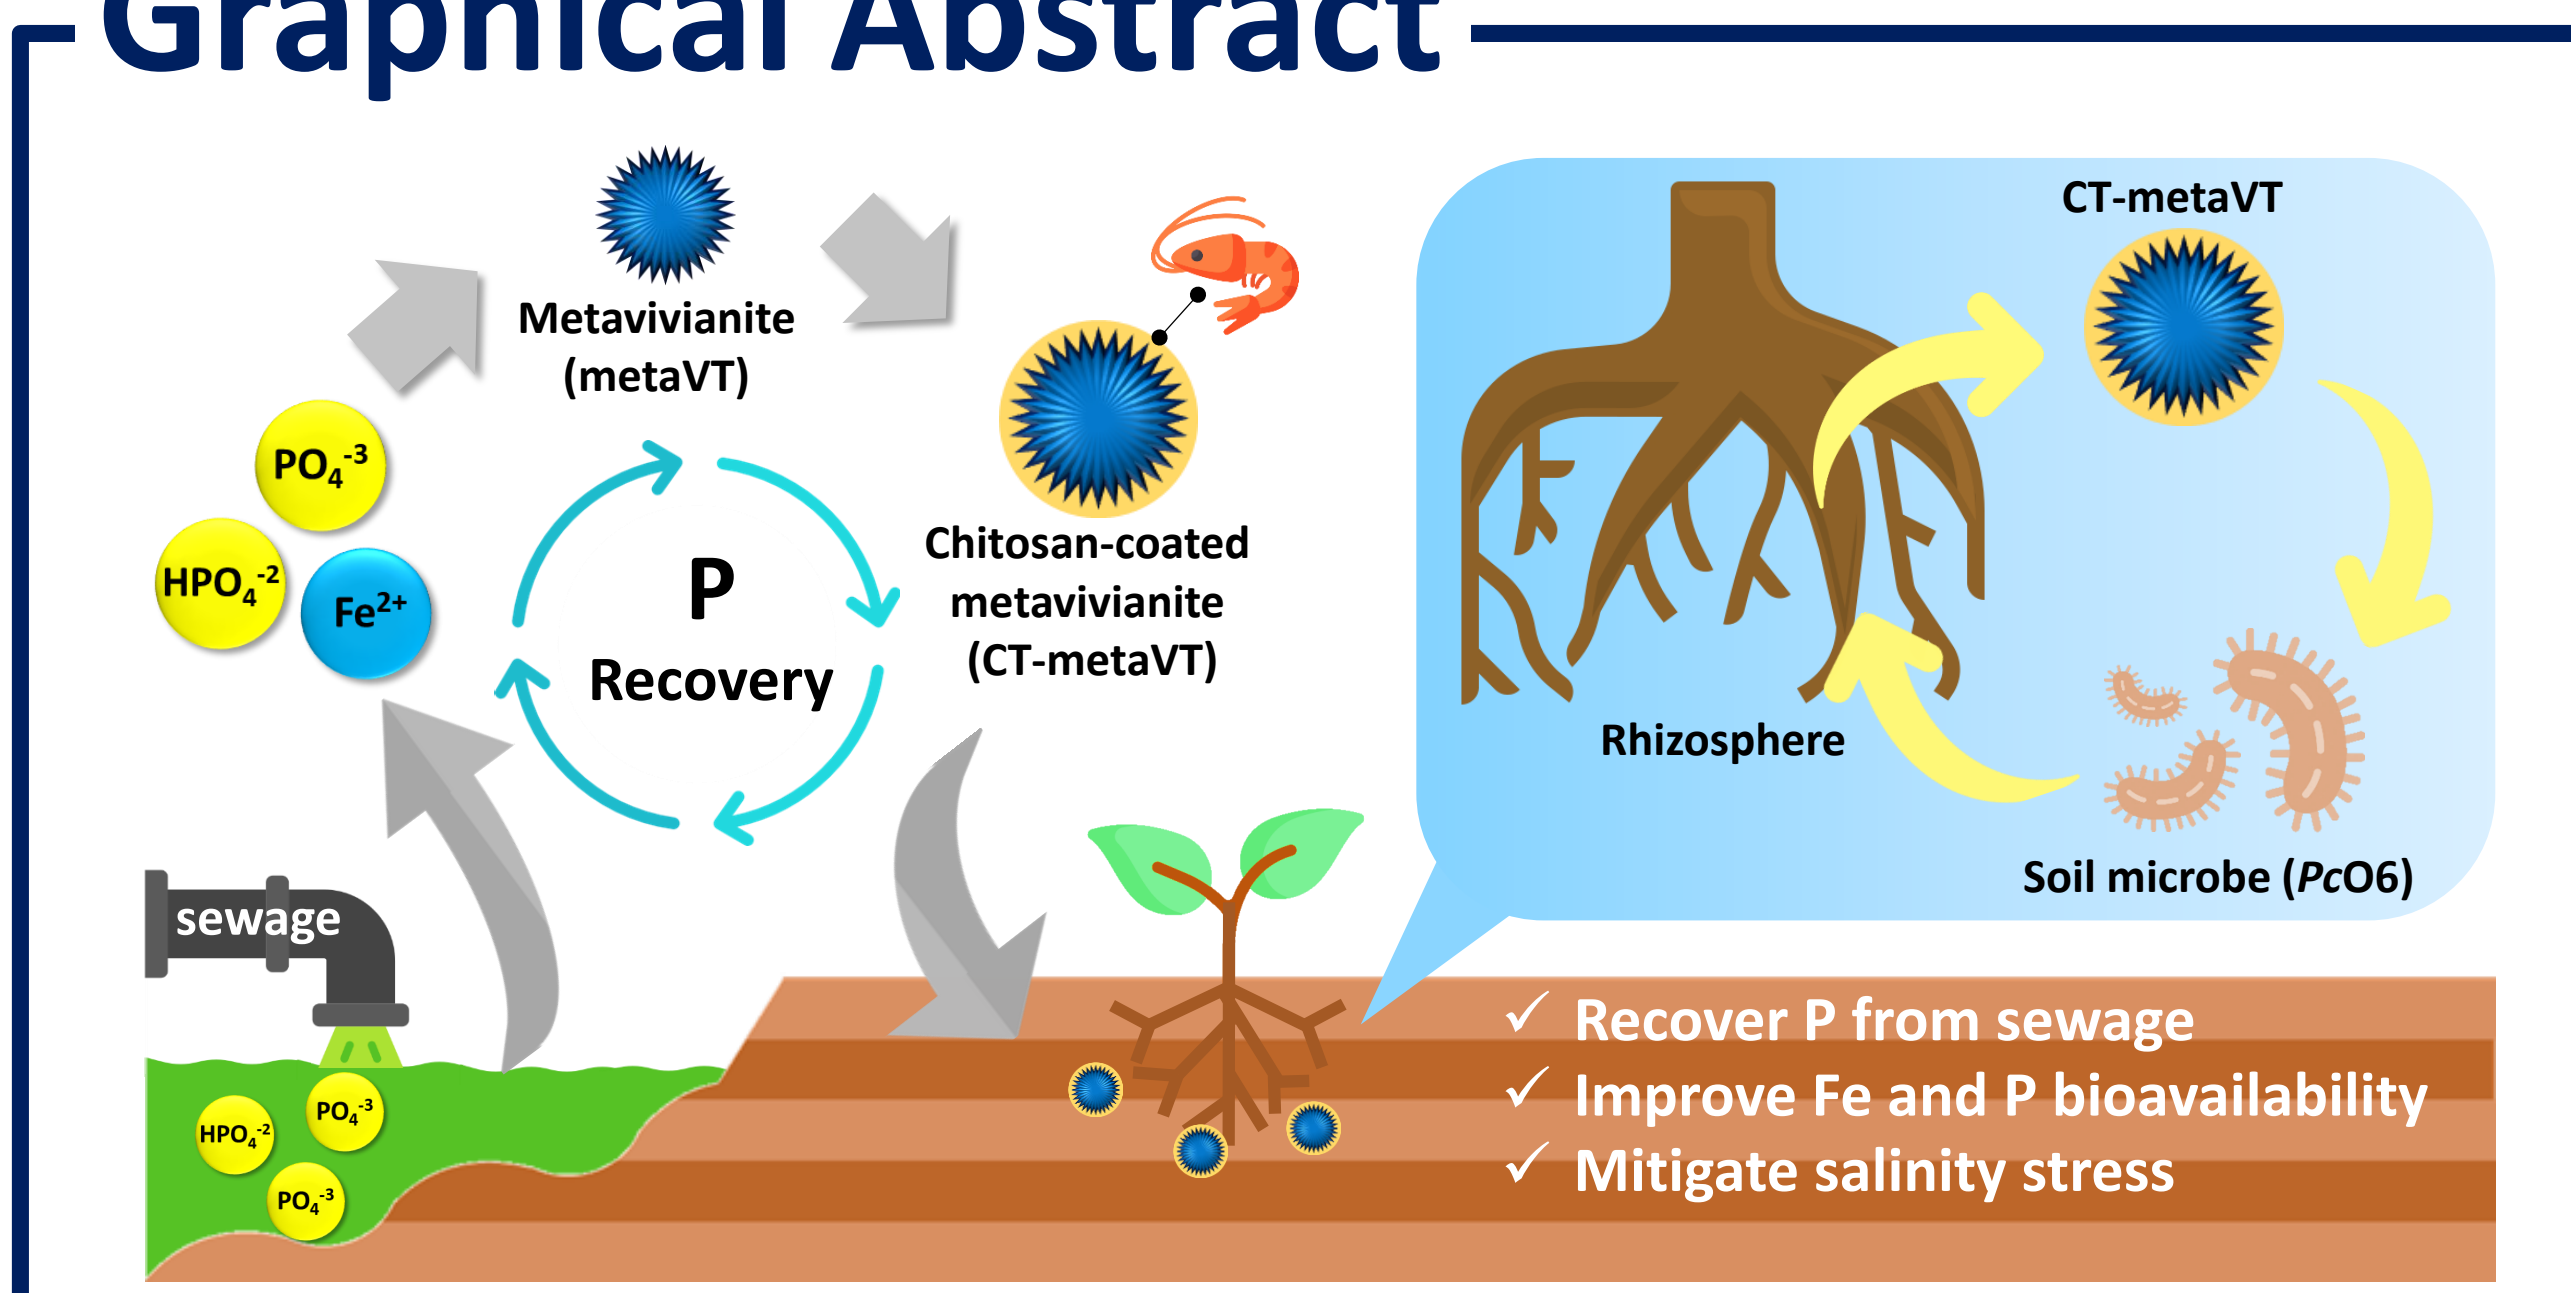 Graphical Abstract
Metavivianite
(metaVT)
PO₄⁻³
HPO₄⁻²
Fe²⁺
P
Recovery
Chitosan-coated
metavivianite
(CT-metaVT)
sewage
PO₄⁻³
HPO₄⁻²
PO₄⁻³
CT-metaVT
Rhizosphere
Soil microbe (PcO6)
✓ Recover P from sewage
✓ Improve Fe and P bioavailability
✓ Mitigate salinity stress